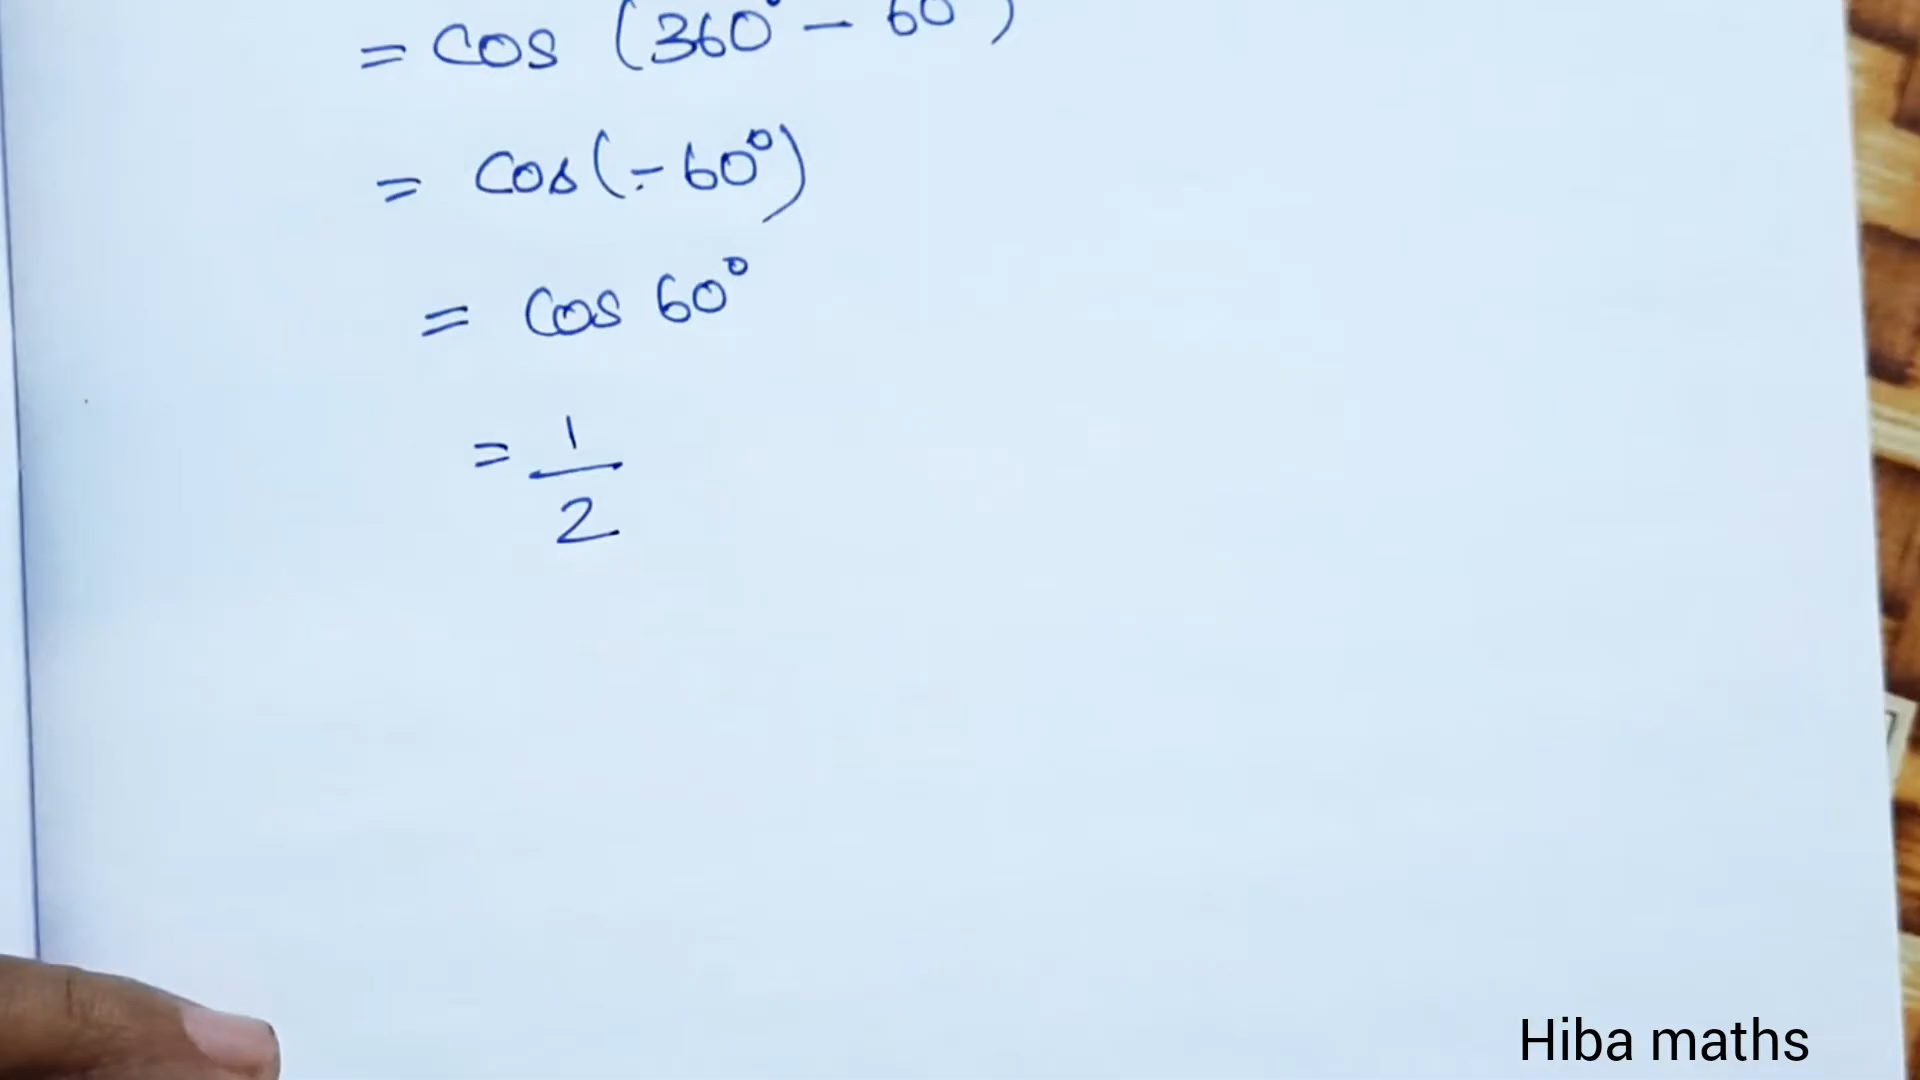 = cos (360° - 60°)
= cos(-60°)
= cos 60°
= 1/2
Hiba maths